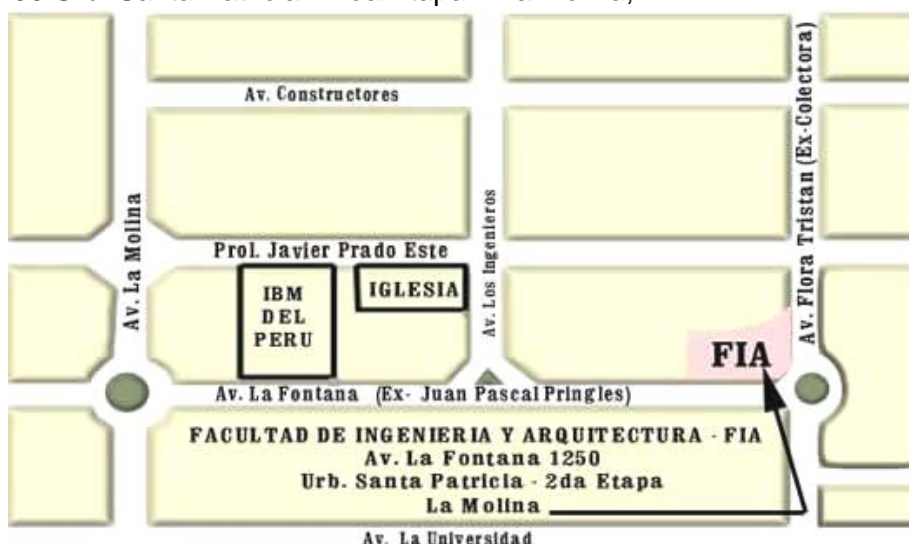 Av. Constructores
Av. Flora Tristan (Ex-Colectora)
Av. La Molina
Av. Los Ingenieros
Prol. Javier Prado Este
IBM
DEL
PERU
IGLESIA
FIA
Av. La Fontana (Ex- Juan Pascal Pringles)
FACULTAD DE INGENIERIA Y ARQUITECTURA - FIA
Av. La Fontana 1250
Urb. Santa Patricia - 2da Etapa
La Molina
Av. La Universidad